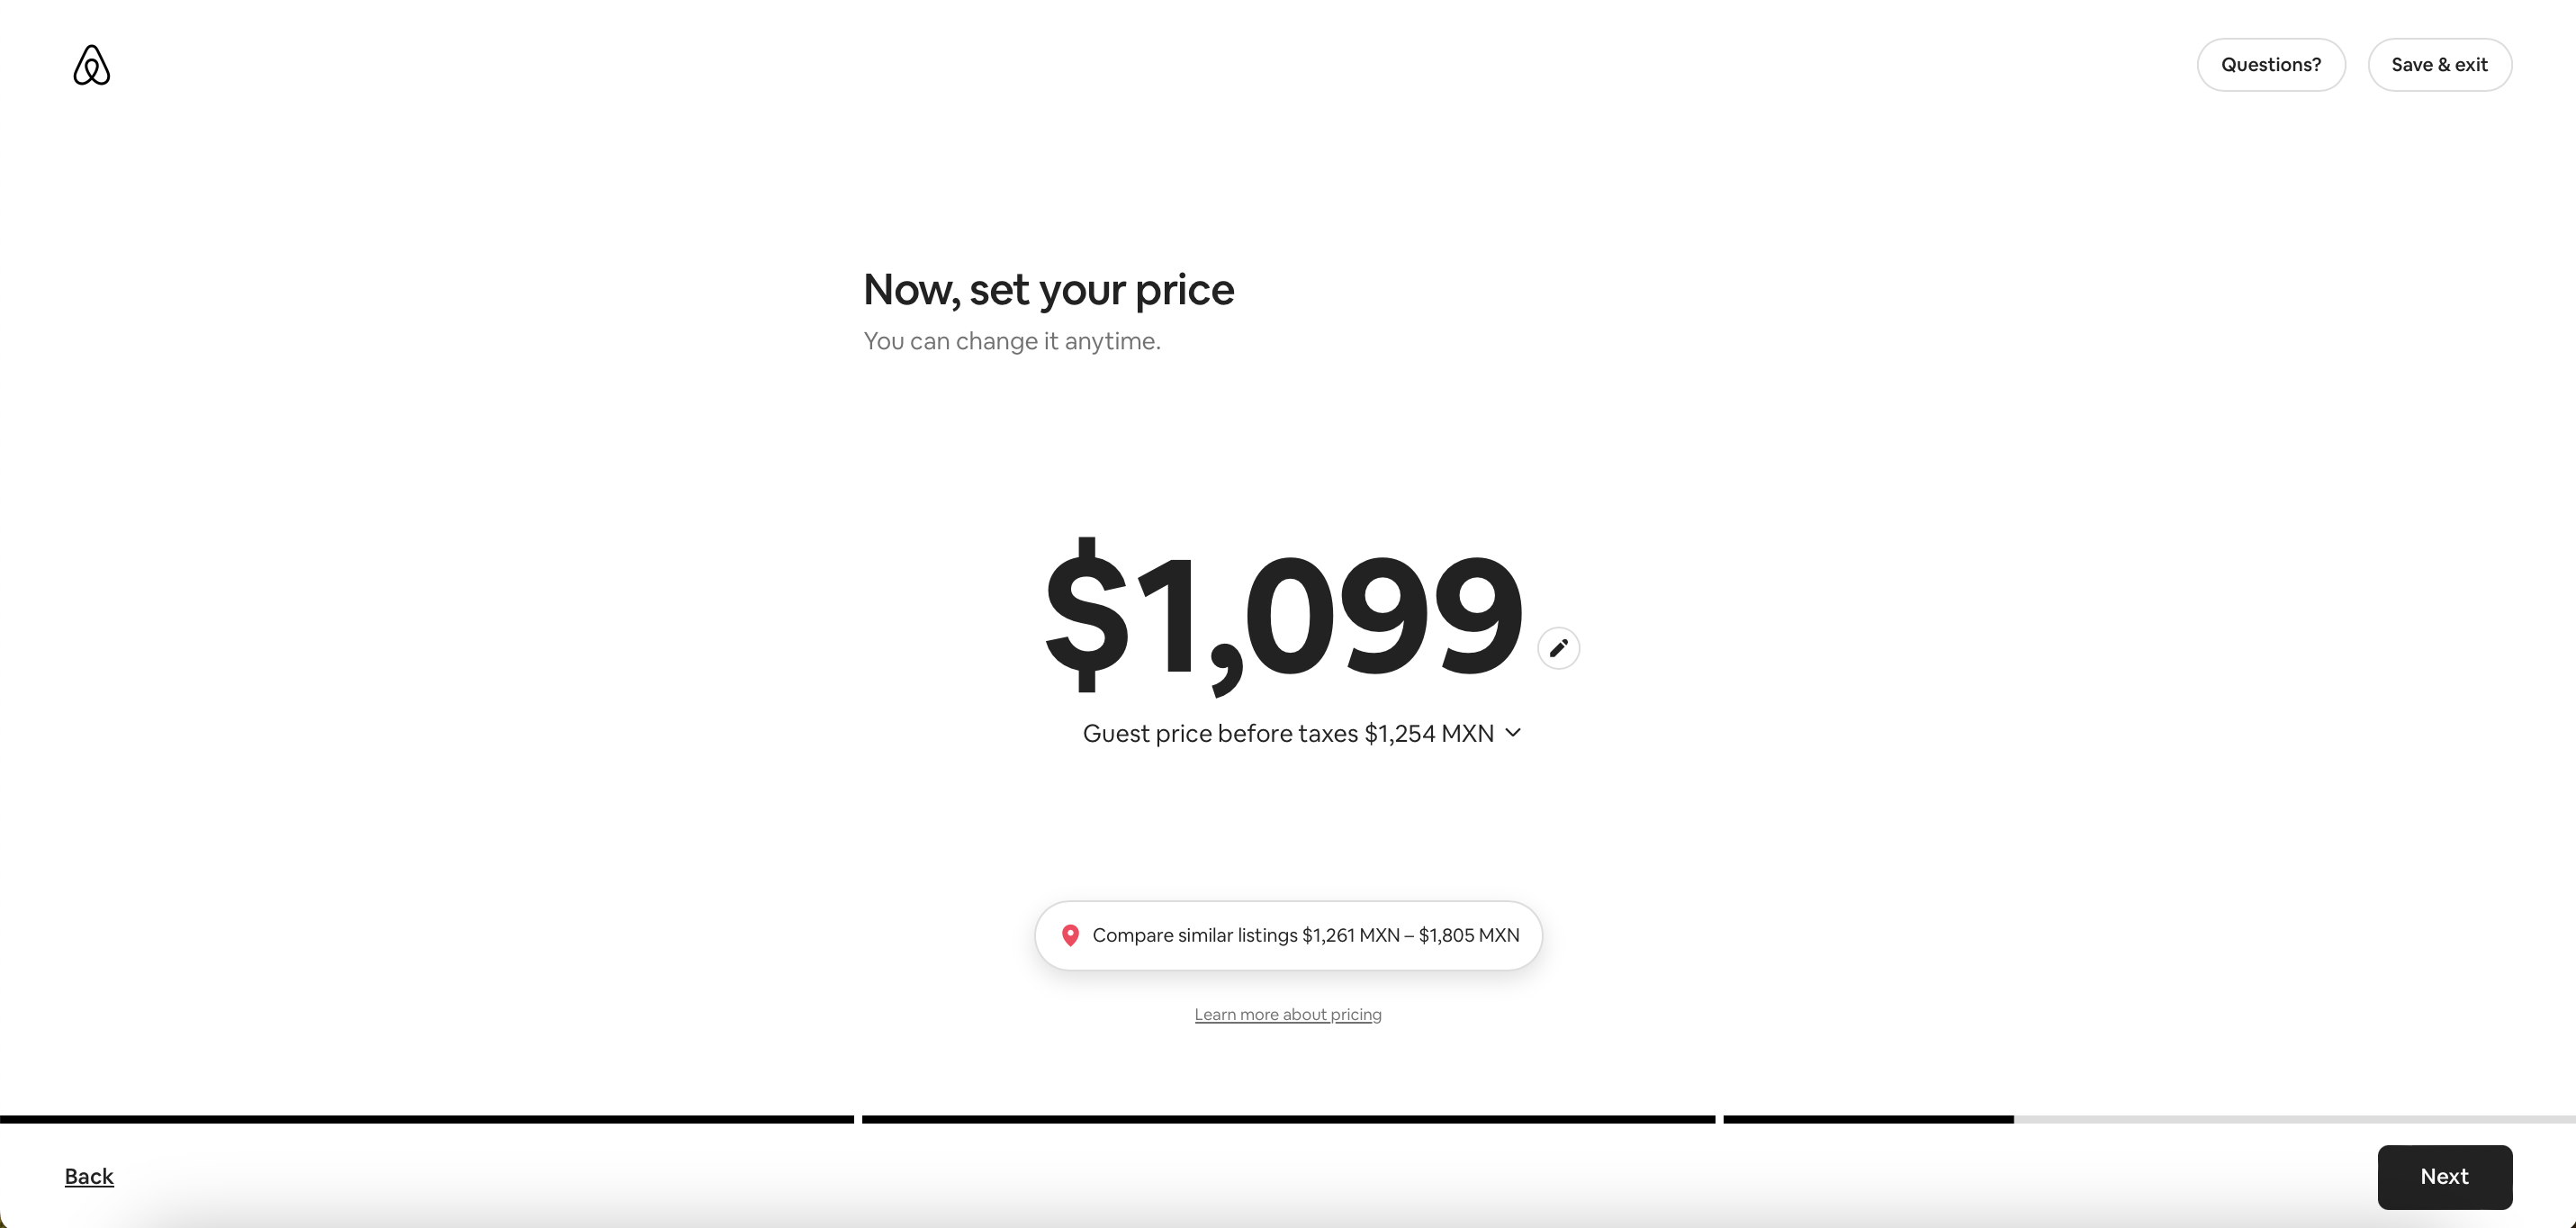 Questions?
Save & exit
Now, set your price
You can change it anytime.
$1,099
Guest price before taxes $1,254 MXN
Compare similar listings $1,261 MXN – $1,805 MXN
Learn more about pricing
Back
Next